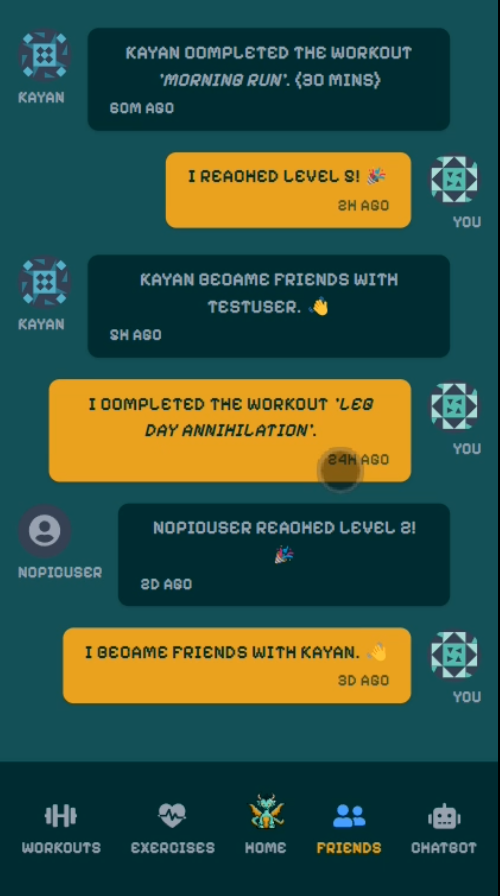 KAYAN COMPLETED THE WORKOUT
'MORNING RUN'. (30 MINS)
60M AGO
KAYAN
I REACHED LEVEL 5! 🎉
2H AGO
YOU
KAYAN BECAME FRIENDS WITH
TESTUSER. 👋
5H AGO
KAYAN
I COMPLETED THE WORKOUT 'LEG
DAY ANNIHILATION'.
24H AGO
YOU
NOPICUSER REACHED LEVEL 2!
🎉
2D AGO
NOPICUSER
I BECAME FRIENDS WITH KAYAN. 👋
3D AGO
YOU
WORKOUTS EXERCISES HOME FRIENDS CHATBOT